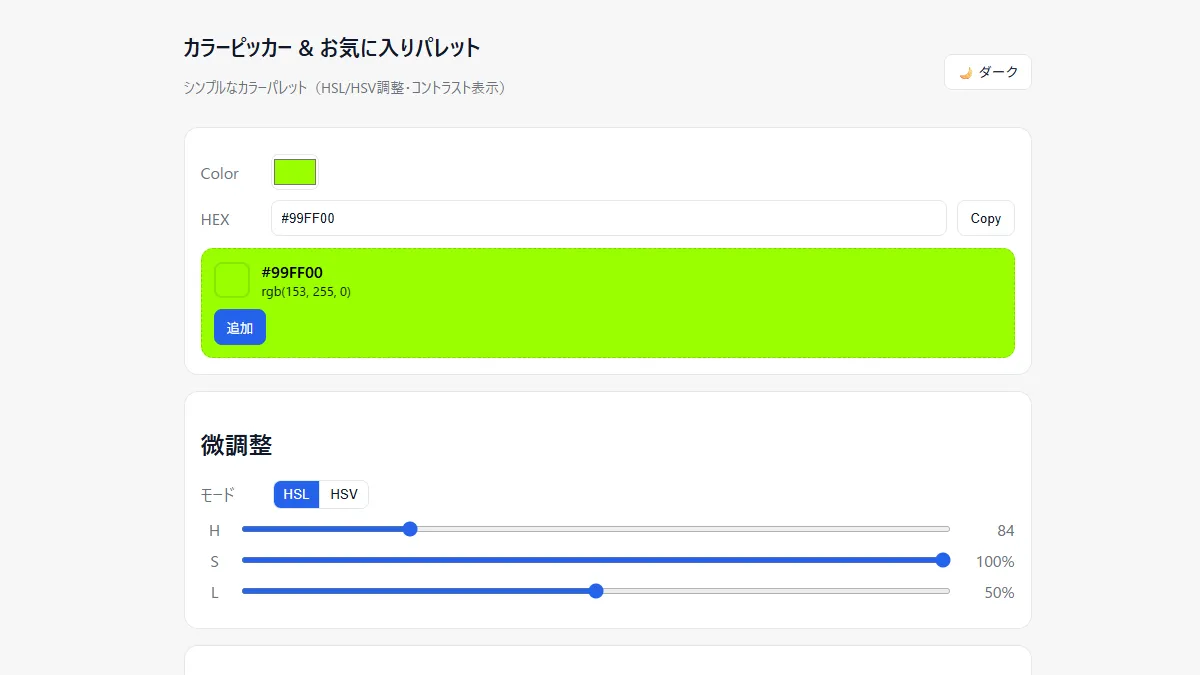 カラーピッカー & お気に入りパレット
シンプルなカラーパレット（HSL/HSV調整・コントラスト表示）
🌙 ダーク
Color
HEX
#99FF00
Copy
#99FF00
rgb(153, 255, 0)
追加
微調整
モード
HSL
HSV
H
84
S
100%
L
50%